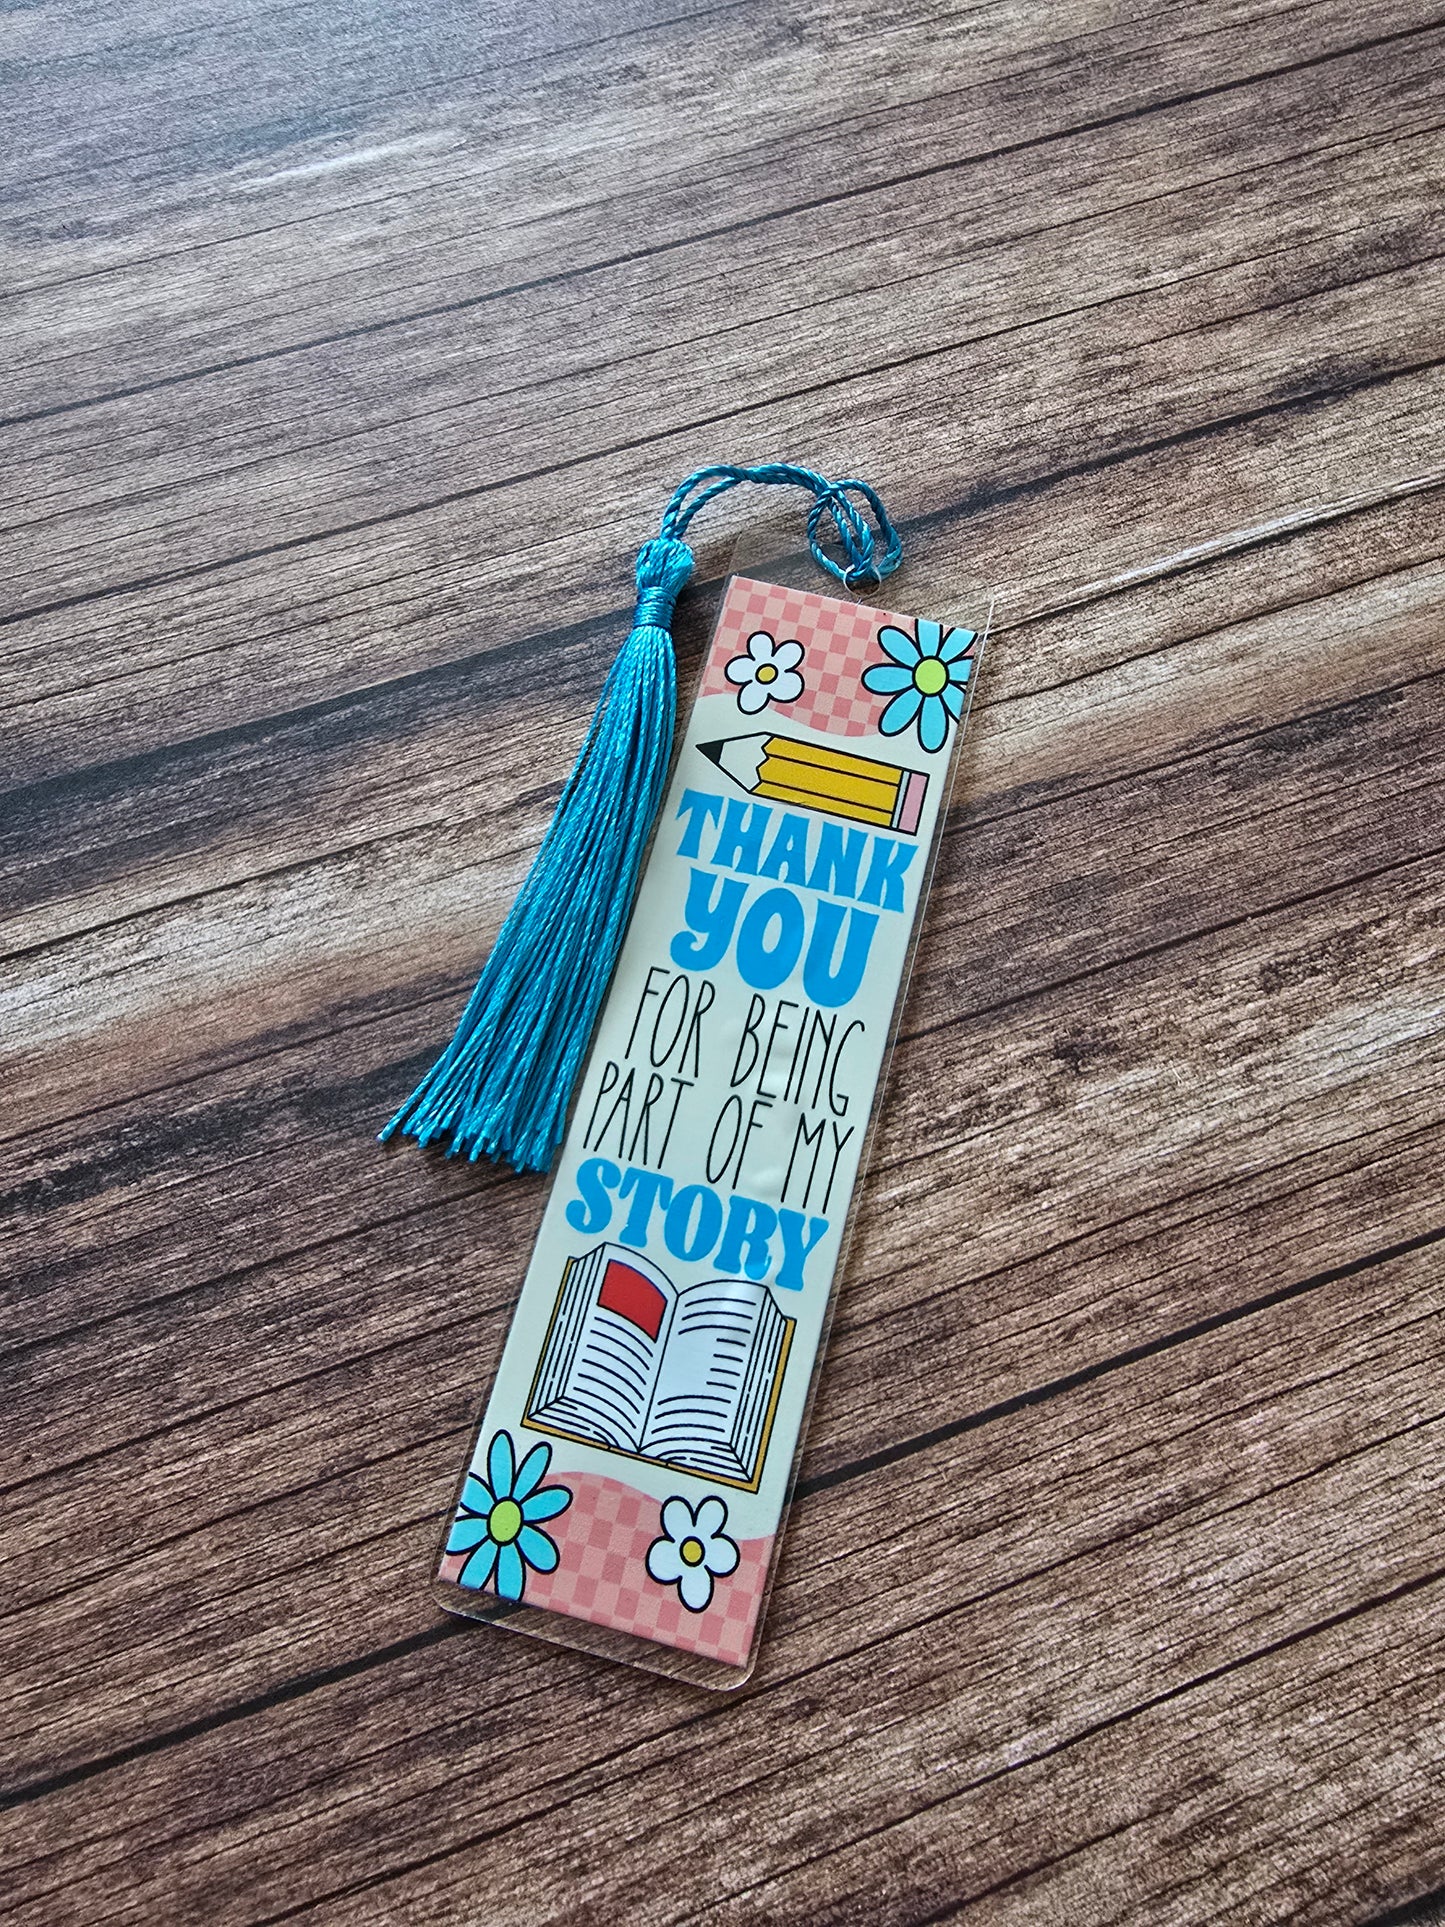 THANK
YOU
FOR BEING
PART OF MY
STORY